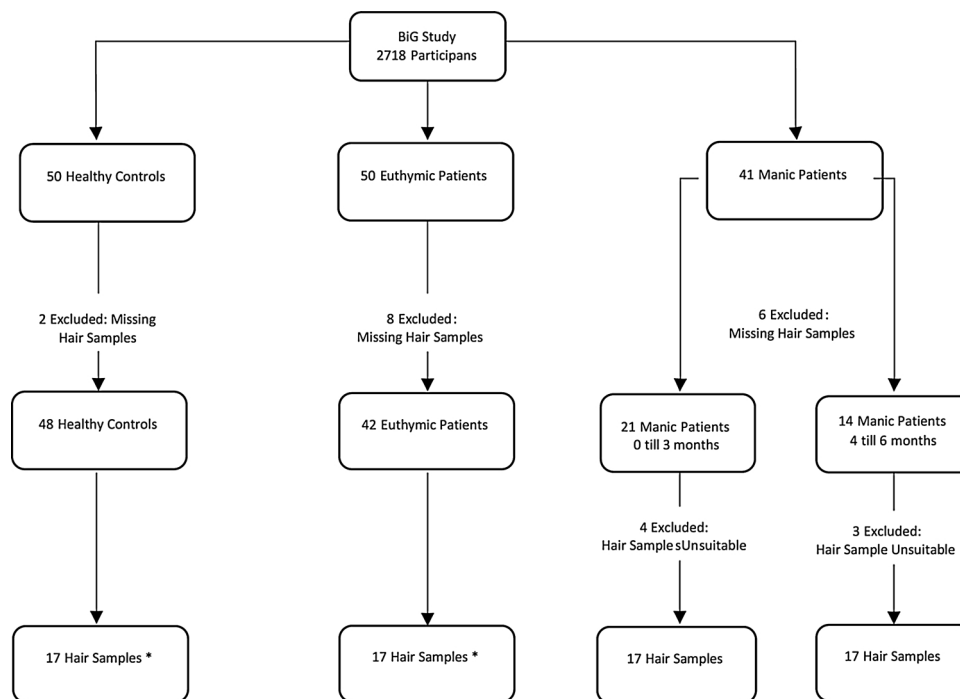 BiG Study
2718 Participans
50 Healthy Controls
50 Euthymic Patients
41 Manic Patients
2 Excluded: Missing
Hair Samples
8 Excluded:
Missing Hair Samples
6 Excluded:
Missing Hair Samples
48 Healthy Controls
42 Euthymic Patients
21 Manic Patients
0 till 3 months
14 Manic Patients
4 till 6 months
4 Excluded:
Hair Samples Unsuitable
3 Excluded:
Hair Sample Unsuitable
17 Hair Samples *
17 Hair Samples *
17 Hair Samples
17 Hair Samples